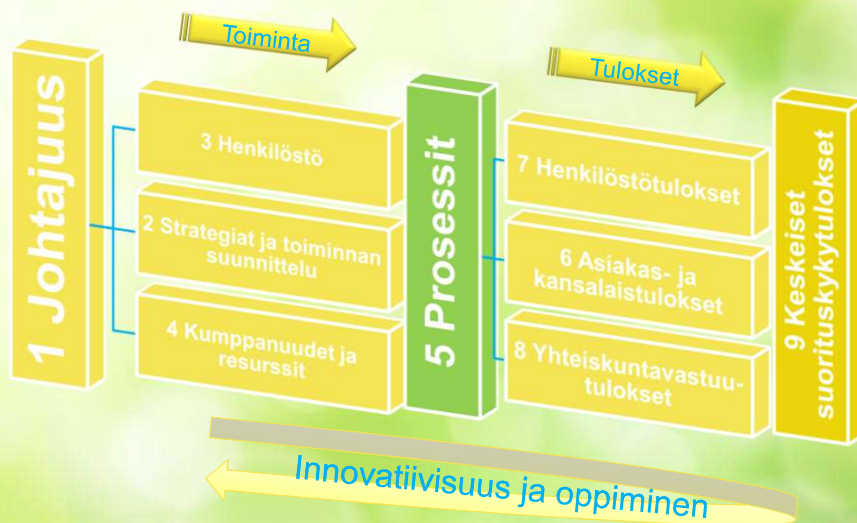 Toiminta
Tulokset
1 Johtajuus
3 Henkilöstö
2 Strategiat ja toiminnan
suunnittelu
4 Kumppanuudet ja
resurssit
5 Prosessit
7 Henkilöstötulokset
6 Asiakas- ja
kansalaistulokset
8 Yhteiskuntavastuu-
tulokset
9 Keskeiset
suorituskykytulokset
Innovatiivisuus ja oppiminen